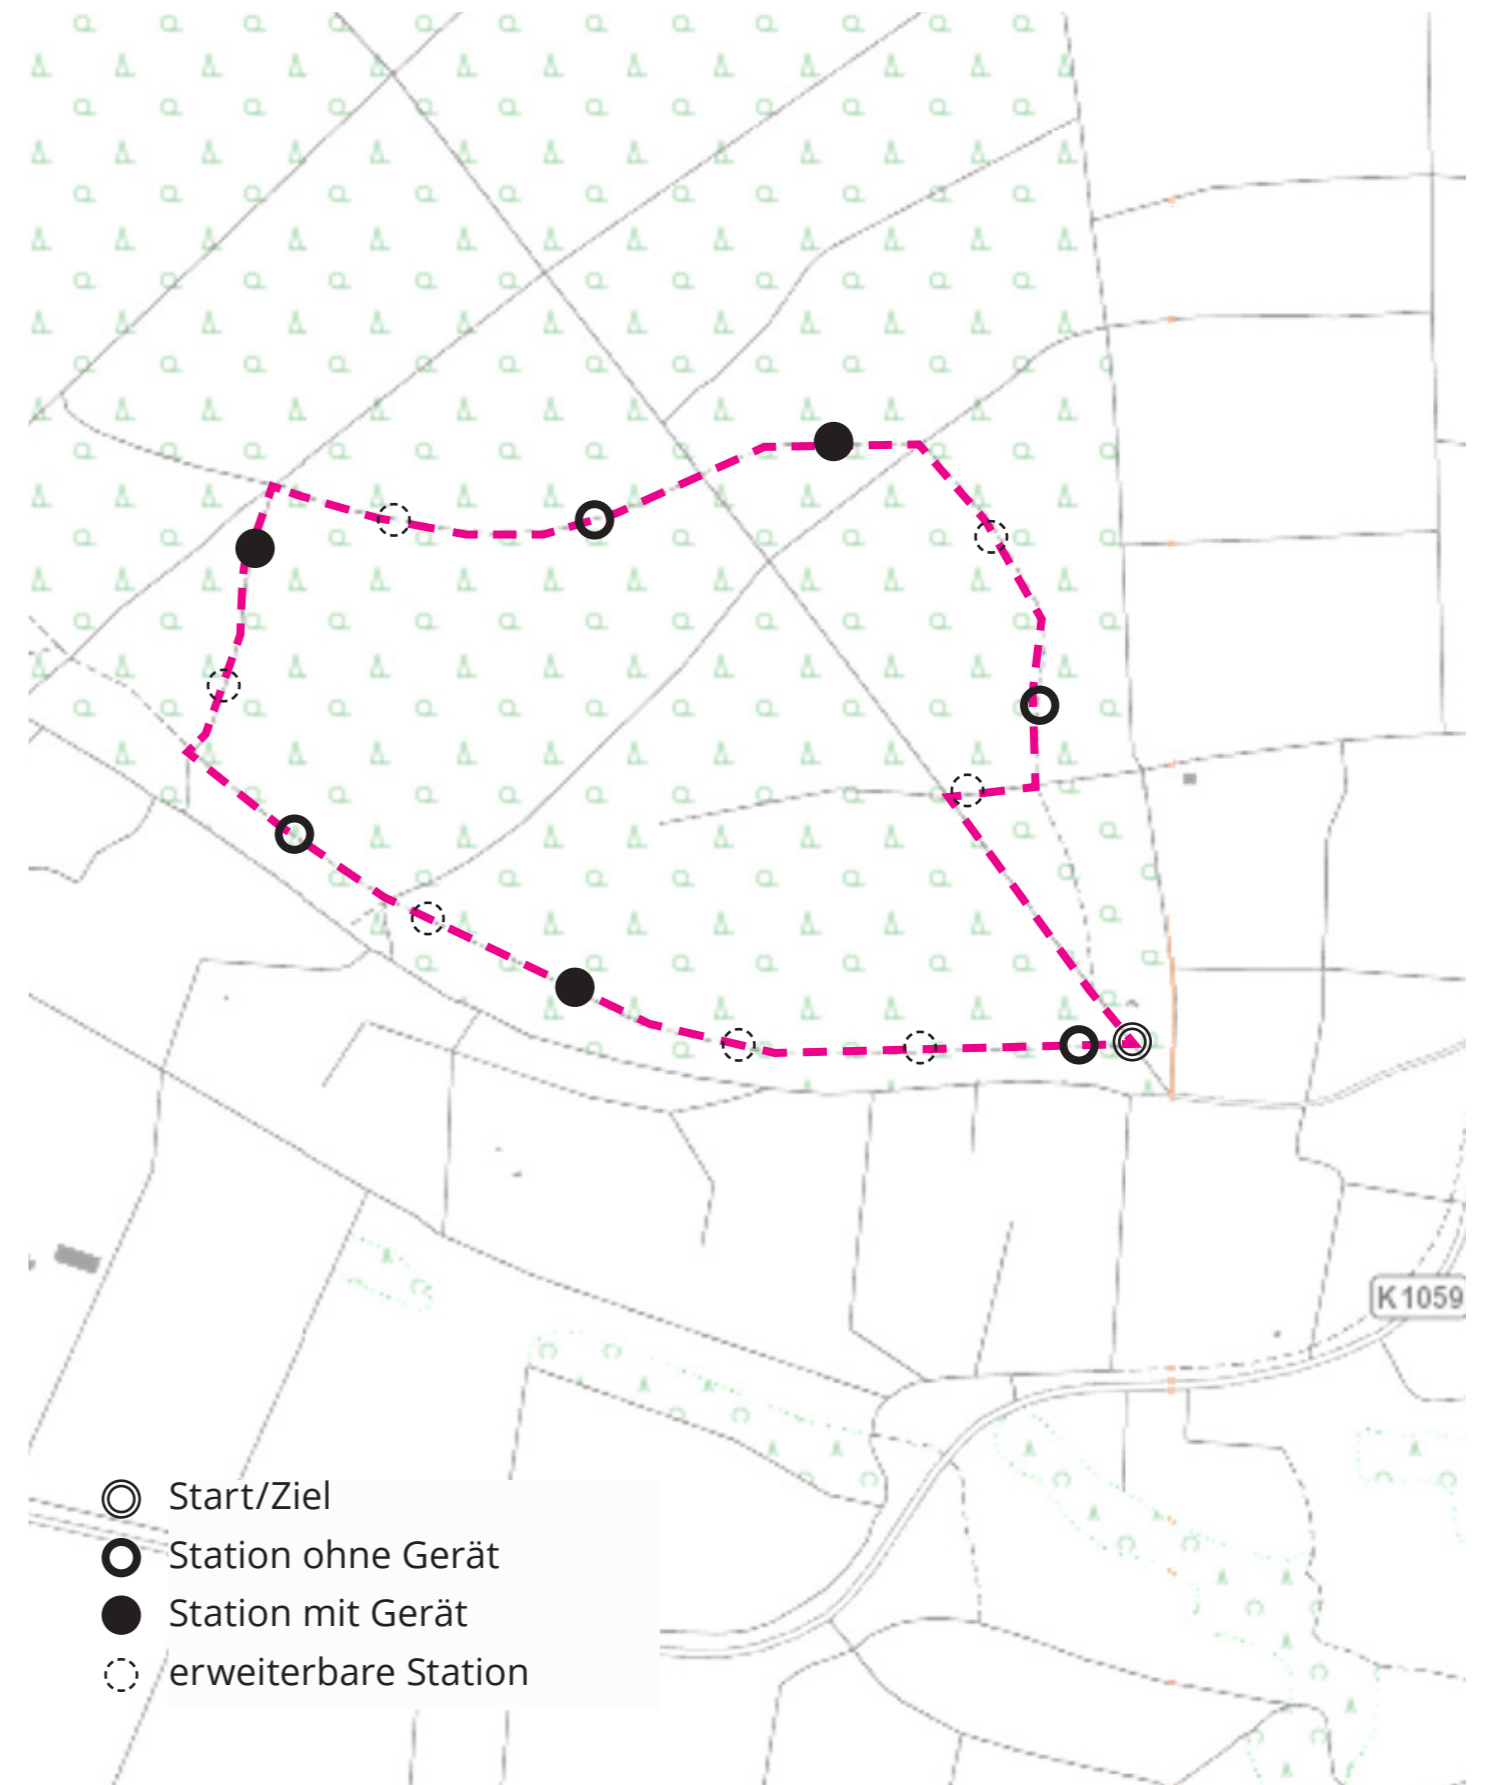 K 1059
Start/Ziel
Station ohne Gerät
Station mit Gerät
erweiterbare Station